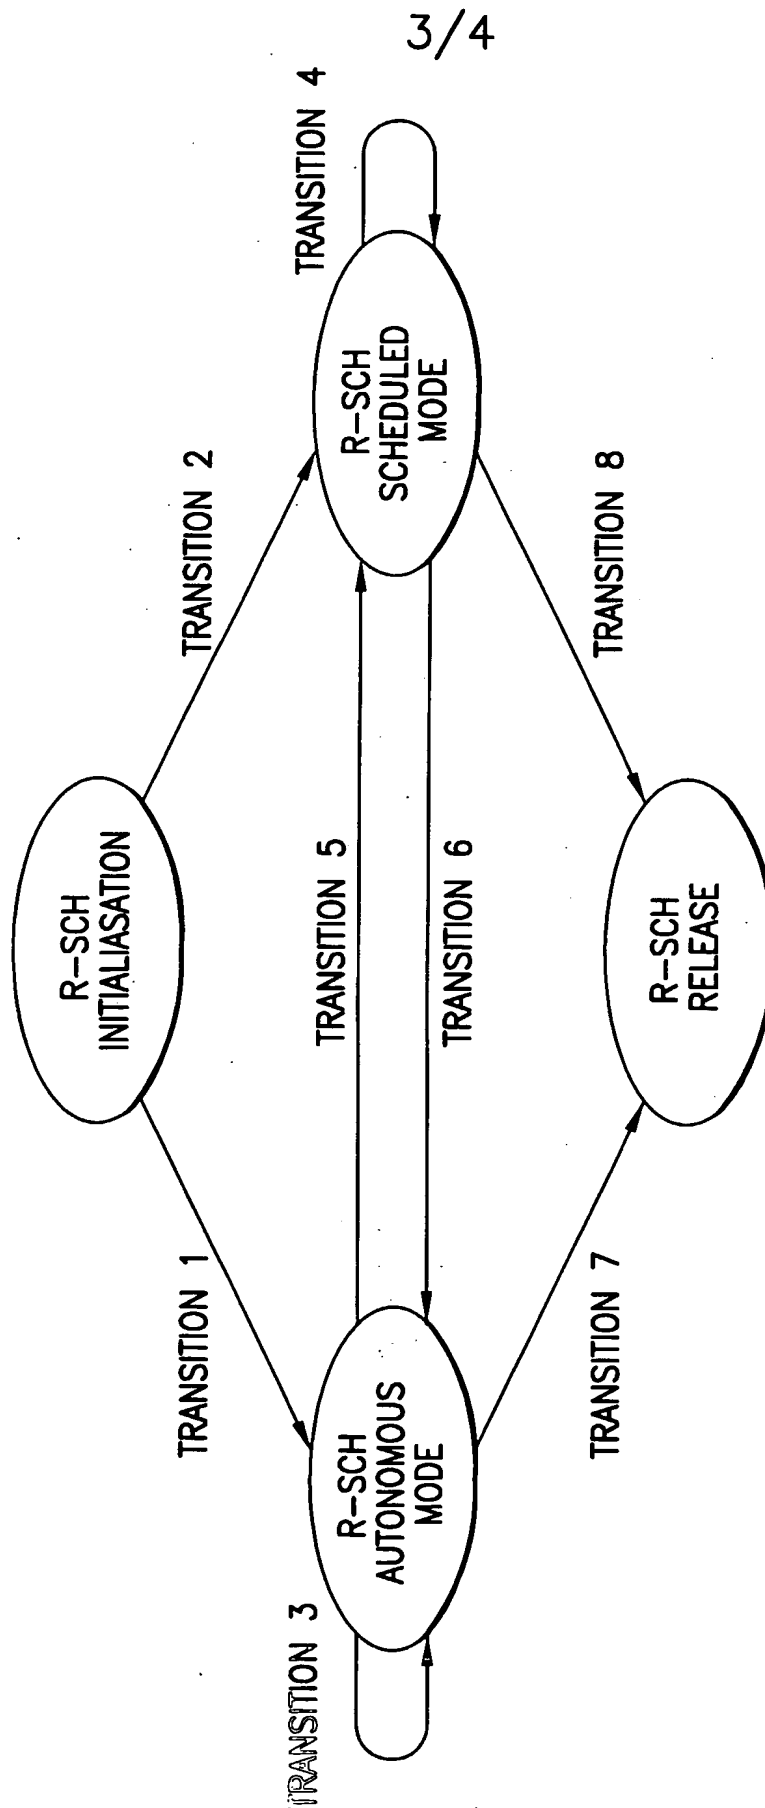 3/4
R-SCH
INITIALIASATION
TRANSITION 1
TRANSITION 2
TRANSITION 3
R-SCH
AUTONOMOUS
MODE
TRANSITION 5
TRANSITION 6
R-SCH
SCHEDULED
MODE
TRANSITION 4
TRANSITION 7
TRANSITION 8
R-SCH
RELEASE